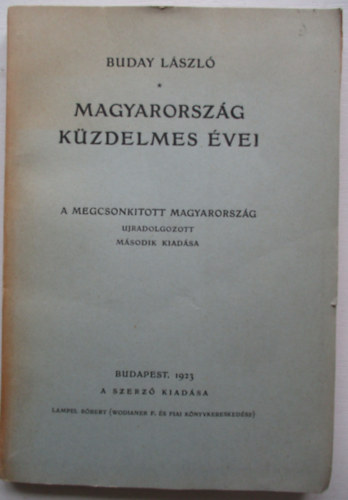 BUDAY LÁSZLÓ
*
MAGYARORSZÁG
KÜZDELMES ÉVEI
A MEGCSONKITOTT MAGYARORSZÁG
UJRADOLGOZOTT
MÁSODIK KIADÁSA
BUDAPEST, 1923
A SZERZŐ KIADÁSA
LAMPEL RÓBERT (WODIANER F. ÉS FIAI KÖNYVKERESKEDÉSE)